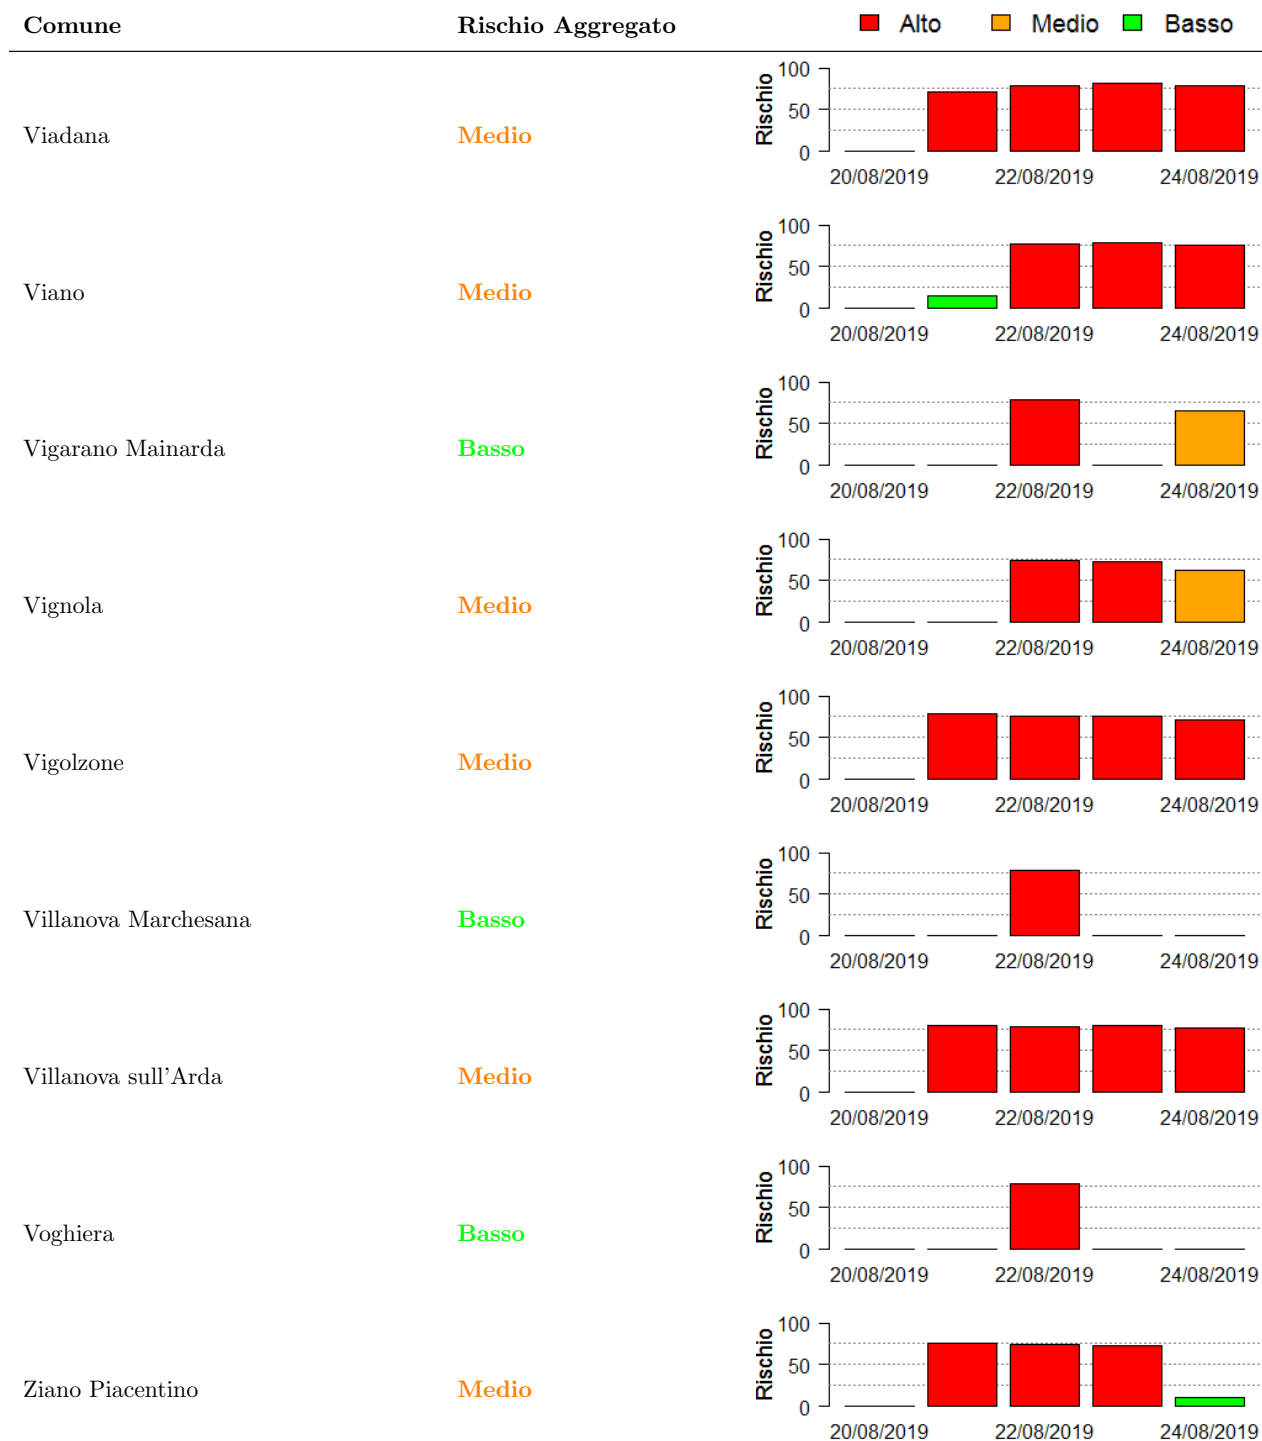 Comune Rischio Aggregato Alto Medio Basso
Viadana Medio
Rischio
100
50
0
20/08/2019 22/08/2019 24/08/2019
Viano Medio
Rischio
100
50
0
20/08/2019 22/08/2019 24/08/2019
Vigarano Mainarda Basso
Rischio
100
50
0
20/08/2019 22/08/2019 24/08/2019
Vignola Medio
Rischio
100
50
0
20/08/2019 22/08/2019 24/08/2019
Vigolzone Medio
Rischio
100
50
0
20/08/2019 22/08/2019 24/08/2019
Villanova Marchesana Basso
Rischio
100
50
0
20/08/2019 22/08/2019 24/08/2019
Villanova sull'Arda Medio
Rischio
100
50
0
20/08/2019 22/08/2019 24/08/2019
Voghiera Basso
Rischio
100
50
0
20/08/2019 22/08/2019 24/08/2019
Ziano Piacentino Medio
Rischio
100
50
0
20/08/2019 22/08/2019 24/08/2019